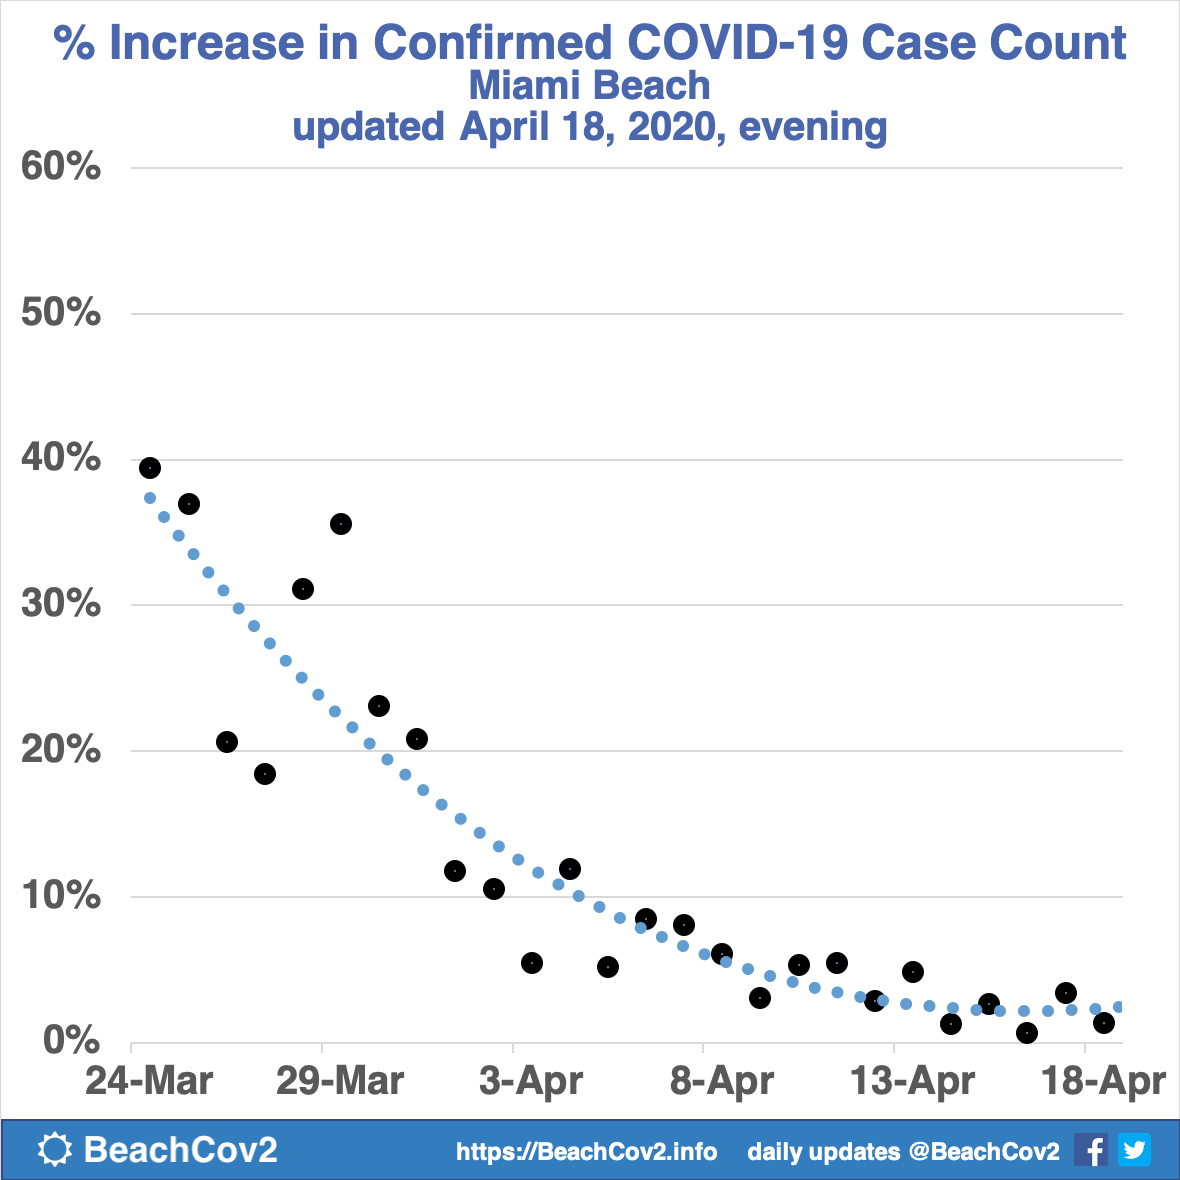 % Increase in Confirmed COVID-19 Case Count
Miami Beach
updated April 18, 2020, evening
60%
50%
40%
30%
20%
10%
0%
24-Mar 29-Mar 3-Apr 8-Apr 13-Apr 18-Apr
BeachCov2 https://BeachCov2.info daily updates @BeachCov2 f